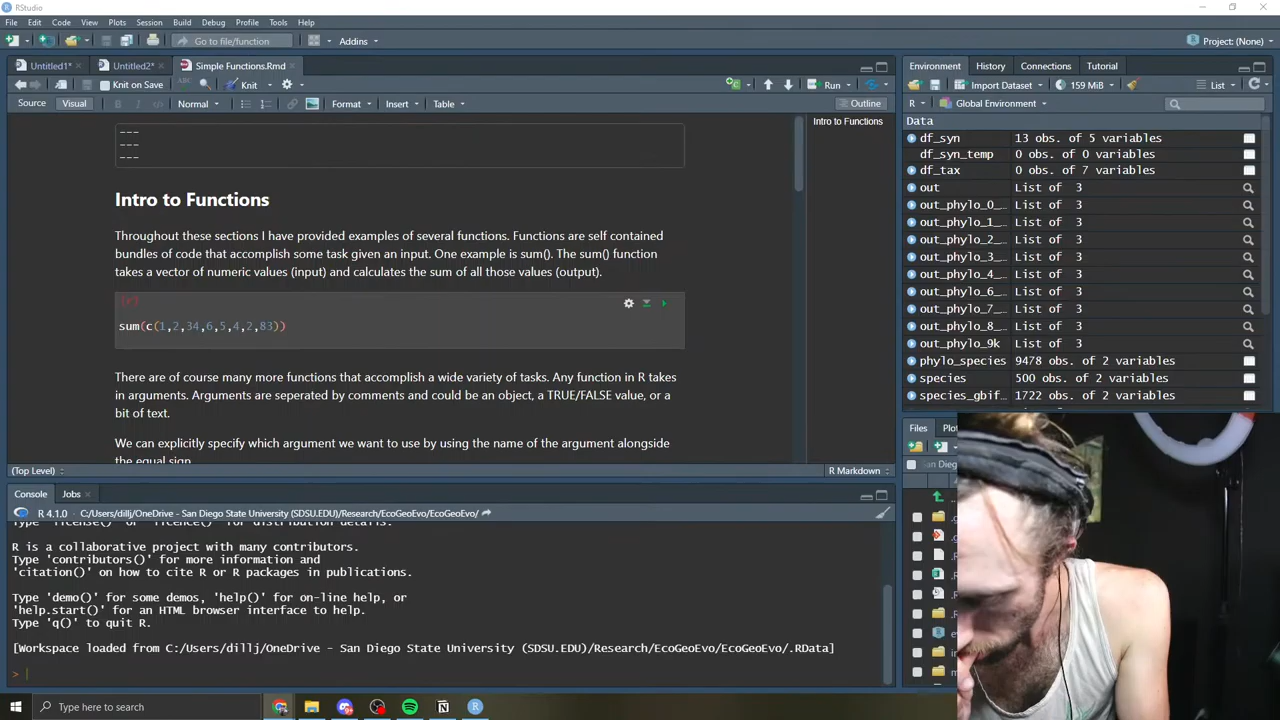 RStudio
File Edit Code View Plots Session Build Debug Profile Tools Help
Go to file/function Addins Project: (None)
Untitled1* Untitled2* Simple Functions.Rmd
Knit on Save Knit Run
Source Visual B I Normal Format Insert Table Outline
---
---
---
Intro to Functions
Throughout these sections I have provided examples of several functions. Functions are self contained
bundles of code that accomplish some task given an input. One example is sum(). The sum() function
takes a vector of numeric values (input) and calculates the sum of all those values (output).
{r}
sum(c(1,2,34,6,5,4,2,83))
There are of course many more functions that accomplish a wide variety of tasks. Any function in R takes
in arguments. Arguments are seperated by comments and could be an object, a TRUE/FALSE value, or a
bit of text.
We can explicitly specify which argument we want to use by using the name of the argument alongside
the equal sign
(Top Level) R Markdown
Intro to Functions
Environment History Connections Tutorial
Import Dataset 159 MiB List
R Global Environment
Data
df_syn 13 obs. of 5 variables
df_syn_temp 0 obs. of 0 variables
df_tax 0 obs. of 7 variables
out List of 3
out_phylo_0_… List of 3
out_phylo_1_… List of 3
out_phylo_2_… List of 3
out_phylo_3_… List of 3
out_phylo_4_… List of 3
out_phylo_6_… List of 3
out_phylo_7_… List of 3
out_phylo_8_… List of 3
out_phylo_9k List of 3
phylo_species 9478 obs. of 2 variables
species 500 obs. of 2 variables
species_gbif… 1722 obs. of 2 variables
Files Plo
San Diego
Console Jobs
R 4.1.0 · C:/Users/dillj/OneDrive - San Diego State University (SDSU.EDU)/Research/EcoGeoEvo/EcoGeoEvo/
Type 'license()' or 'licence()' for distribution details.
R is a collaborative project with many contributors.
Type 'contributors()' for more information and
'citation()' on how to cite R or R packages in publications.
Type 'demo()' for some demos, 'help()' for on-line help, or
'help.start()' for an HTML browser interface to help.
Type 'q()' to quit R.
[Workspace loaded from C:/Users/dillj/OneDrive - San Diego State University (SDSU.EDU)/Research/EcoGeoEvo/EcoGeoEvo/.RData]
>
Type here to search